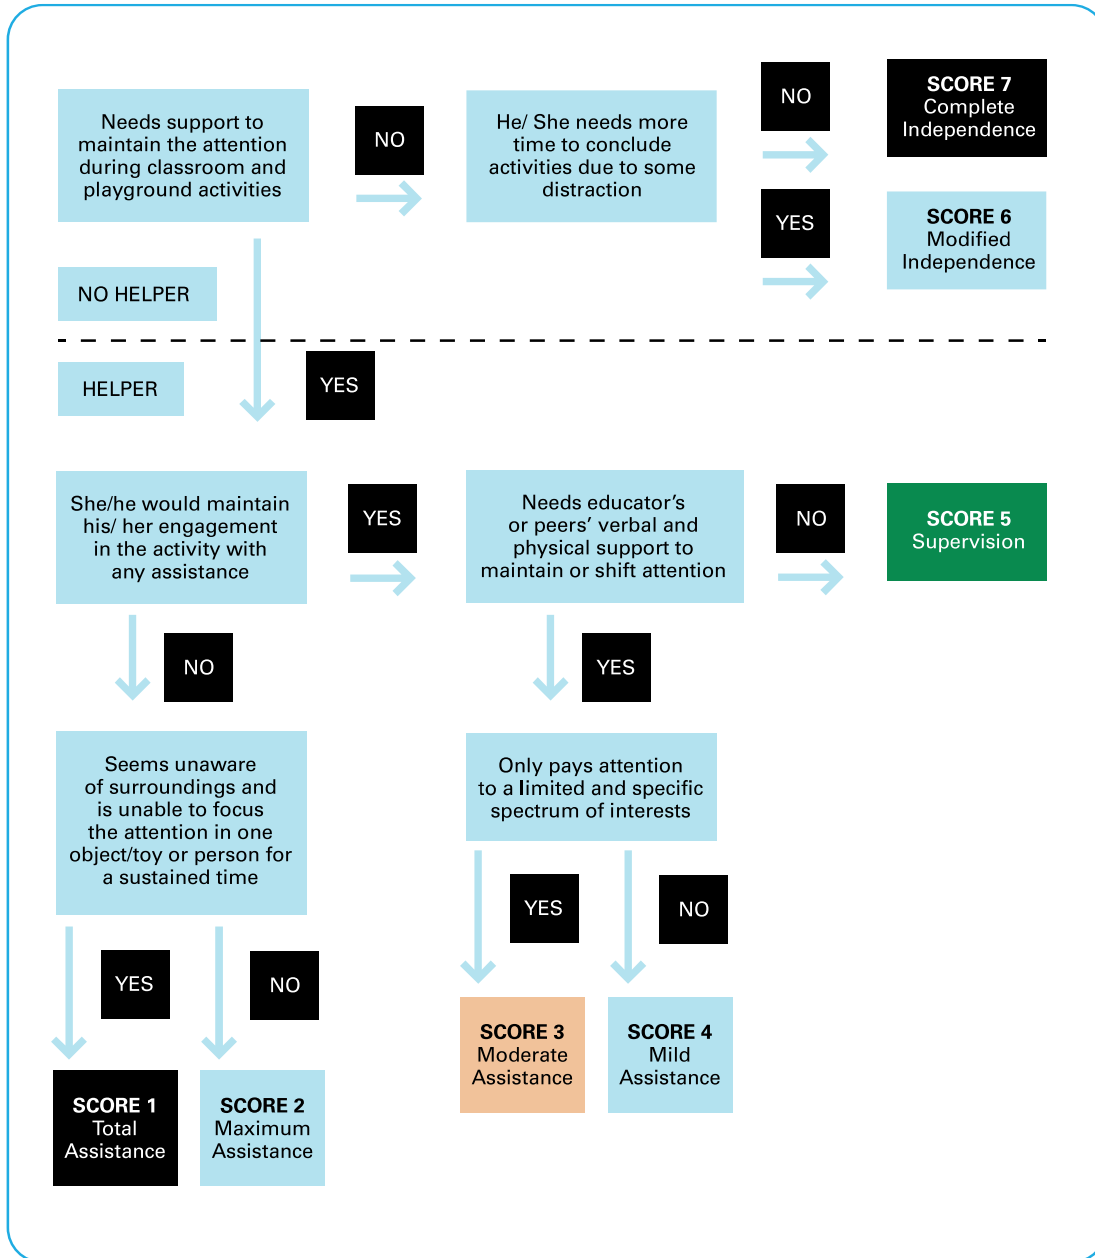 Needs support to
maintain the attention
during classroom and
playground activities
NO
He/ She needs more
time to conclude
activities due to some
distraction
NO
SCORE 7
Complete
Independence
YES
SCORE 6
Modified
Independence
NO HELPER
HELPER
YES
She/he would maintain
his/ her engagement
in the activity with
any assistance
YES
Needs educator's
or peers' verbal and
physical support to
maintain or shift attention
NO
SCORE 5
Supervision
NO
YES
Seems unaware
of surroundings and
is unable to focus
the attention in one
object/toy or person for
a sustained time
Only pays attention
to a limited and specific
spectrum of interests
YES
NO
YES
NO
SCORE 3
Moderate
Assistance
SCORE 4
Mild
Assistance
SCORE 1
Total
Assistance
SCORE 2
Maximum
Assistance